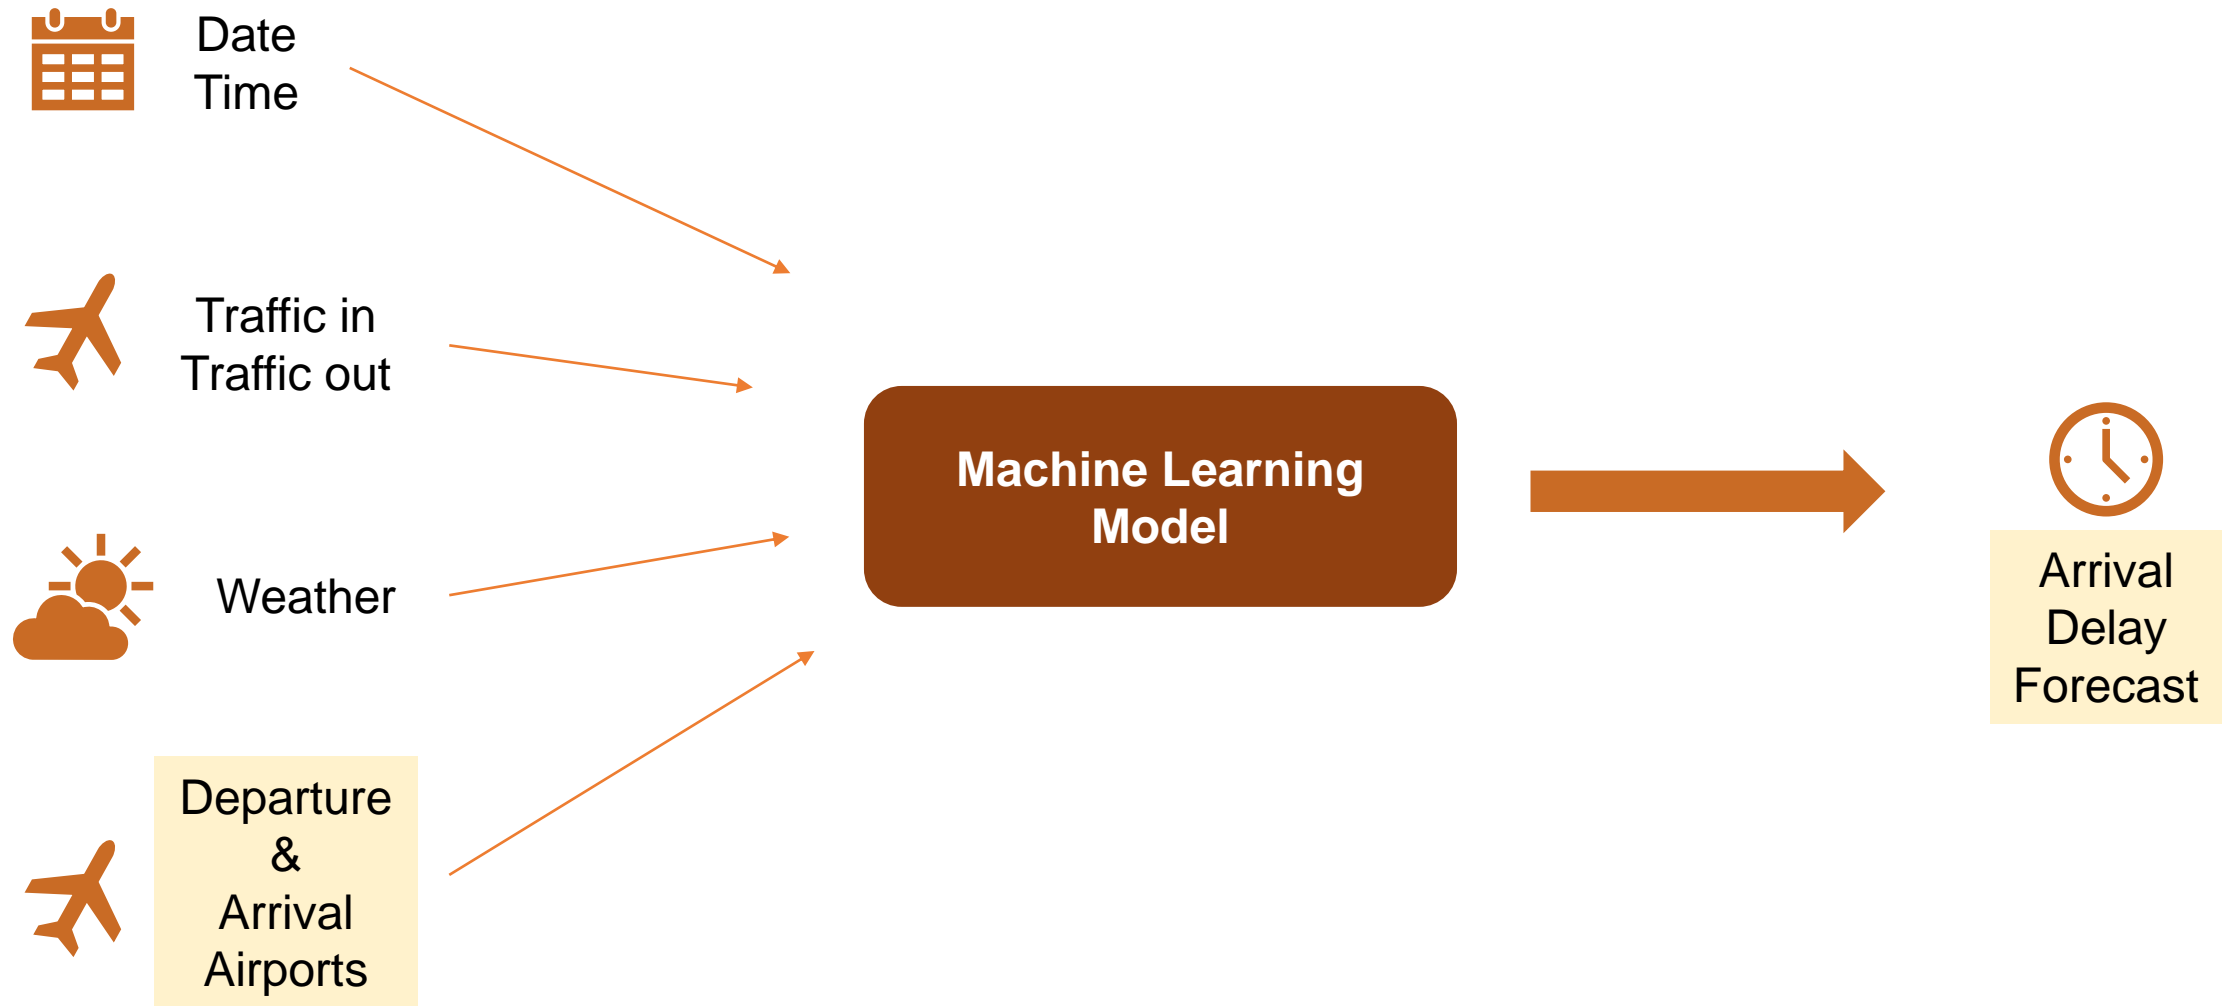 Date
Time
Traffic in
Traffic out
Weather
Departure
&
Arrival
Airports
Machine Learning
Model
Arrival
Delay
Forecast